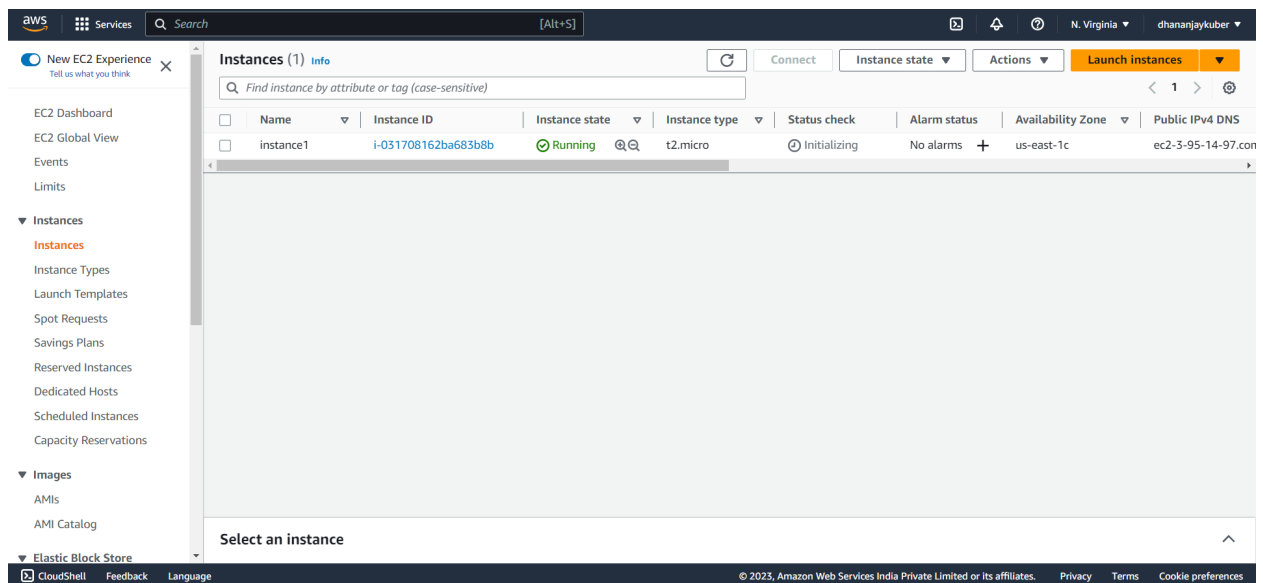 aws Services Search [Alt+S] N. Virginia dhananjaykuber
New EC2 Experience
Tell us what you think
EC2 Dashboard
EC2 Global View
Events
Limits
Instances
Instances
Instance Types
Launch Templates
Spot Requests
Savings Plans
Reserved Instances
Dedicated Hosts
Scheduled Instances
Capacity Reservations
Images
AMIs
AMI Catalog
Elastic Block Store
Instances (1) Info Connect Instance state Actions Launch instances
Find instance by attribute or tag (case-sensitive) 1
Name Instance ID Instance state Instance type Status check Alarm status Availability Zone Public IPv4 DNS
instance1 i-031708162ba683b8b Running t2.micro Initializing No alarms + us-east-1c ec2-3-95-14-97.con
Select an instance
CloudShell Feedback Language © 2023, Amazon Web Services India Private Limited or its affiliates. Privacy Terms Cookie preferences